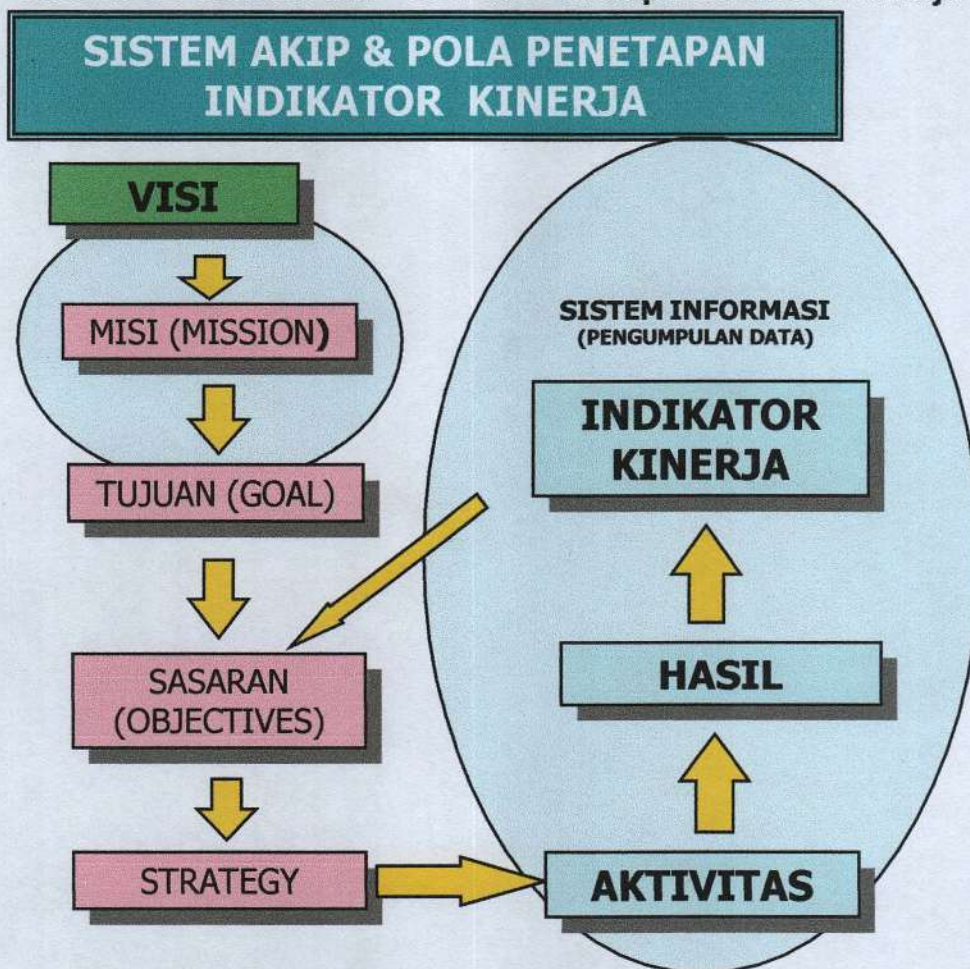 SISTEM AKIP & POLA PENETAPAN
INDIKATOR KINERJA
VISI
MISI (MISSION)
TUJUAN (GOAL)
SASARAN
(OBJECTIVES)
STRATEGY
SISTEM INFORMASI
(PENGUMPULAN DATA)
INDIKATOR
KINERJA
HASIL
AKTIVITAS